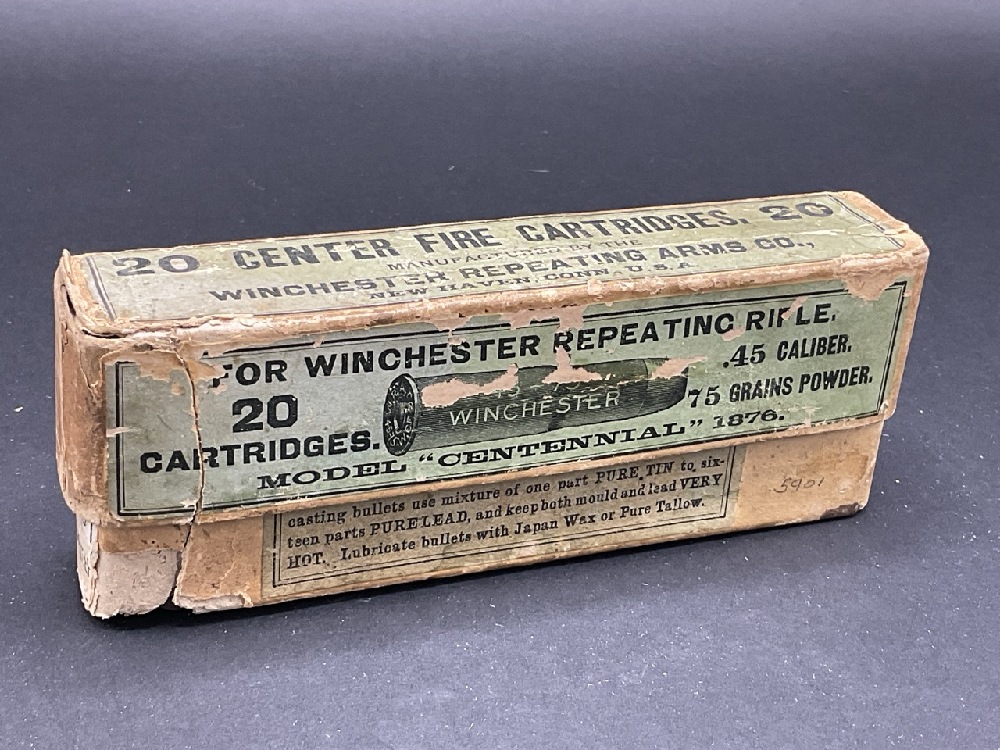 20 CENTER FIRE CARTRIDGES. 20
MANUFACTURED BY THE
WINCHESTER REPEATING ARMS CO.,
NEW HAVEN, CONN. U.S.A.
FOR WINCHESTER REPEATING RIFLE.
20
CARTRIDGES.
WINCHESTER
.45 CALIBER.
75 GRAINS POWDER.
MODEL "CENTENNIAL" 1876.
casting bullets use mixture of one part PURE TIN to six-
teen parts PURE LEAD, and keep both mould and lead VERY
HOT. Lubricate bullets with Japan Wax or Pure Tallow.
5901